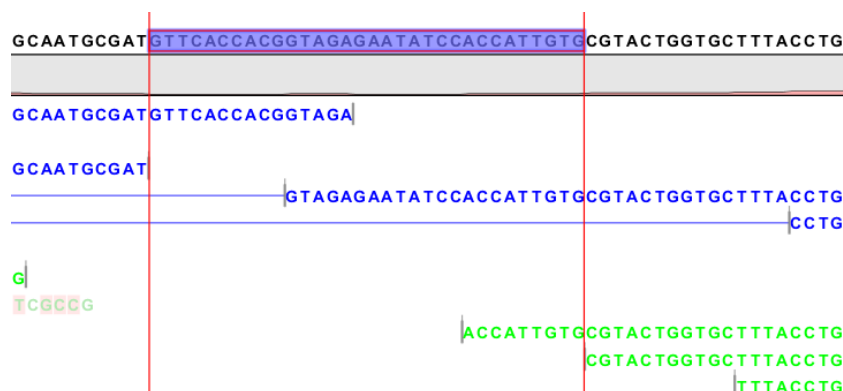 GCAATGCGATGTTCACCACGGTAGAGAATATCCACCATTGTGCGTACTGGTGCTTTACCTG
GCAATGCGATGTTCACCACGGTAGA
GCAATGCGAT
GTAGAGAATATCCACCATTGTGCGTACTGGTGCTTTACCTG
CCTG
G
TCGCCG
ACCATTGTGCGTACTGGTGCTTTACCTG
CGTACTGGTGCTTTACCTG
TTTACCTG